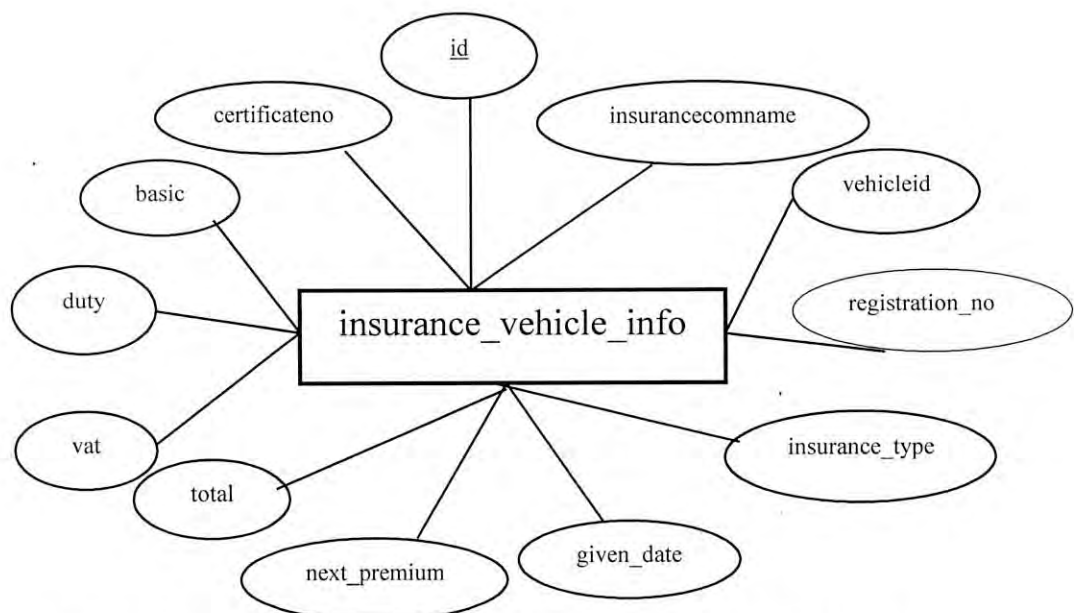 id
certificateno
insurancecomname
basic
vehicleid
duty
registration_no
insurance_vehicle_info
vat
insurance_type
total
given_date
next_premium